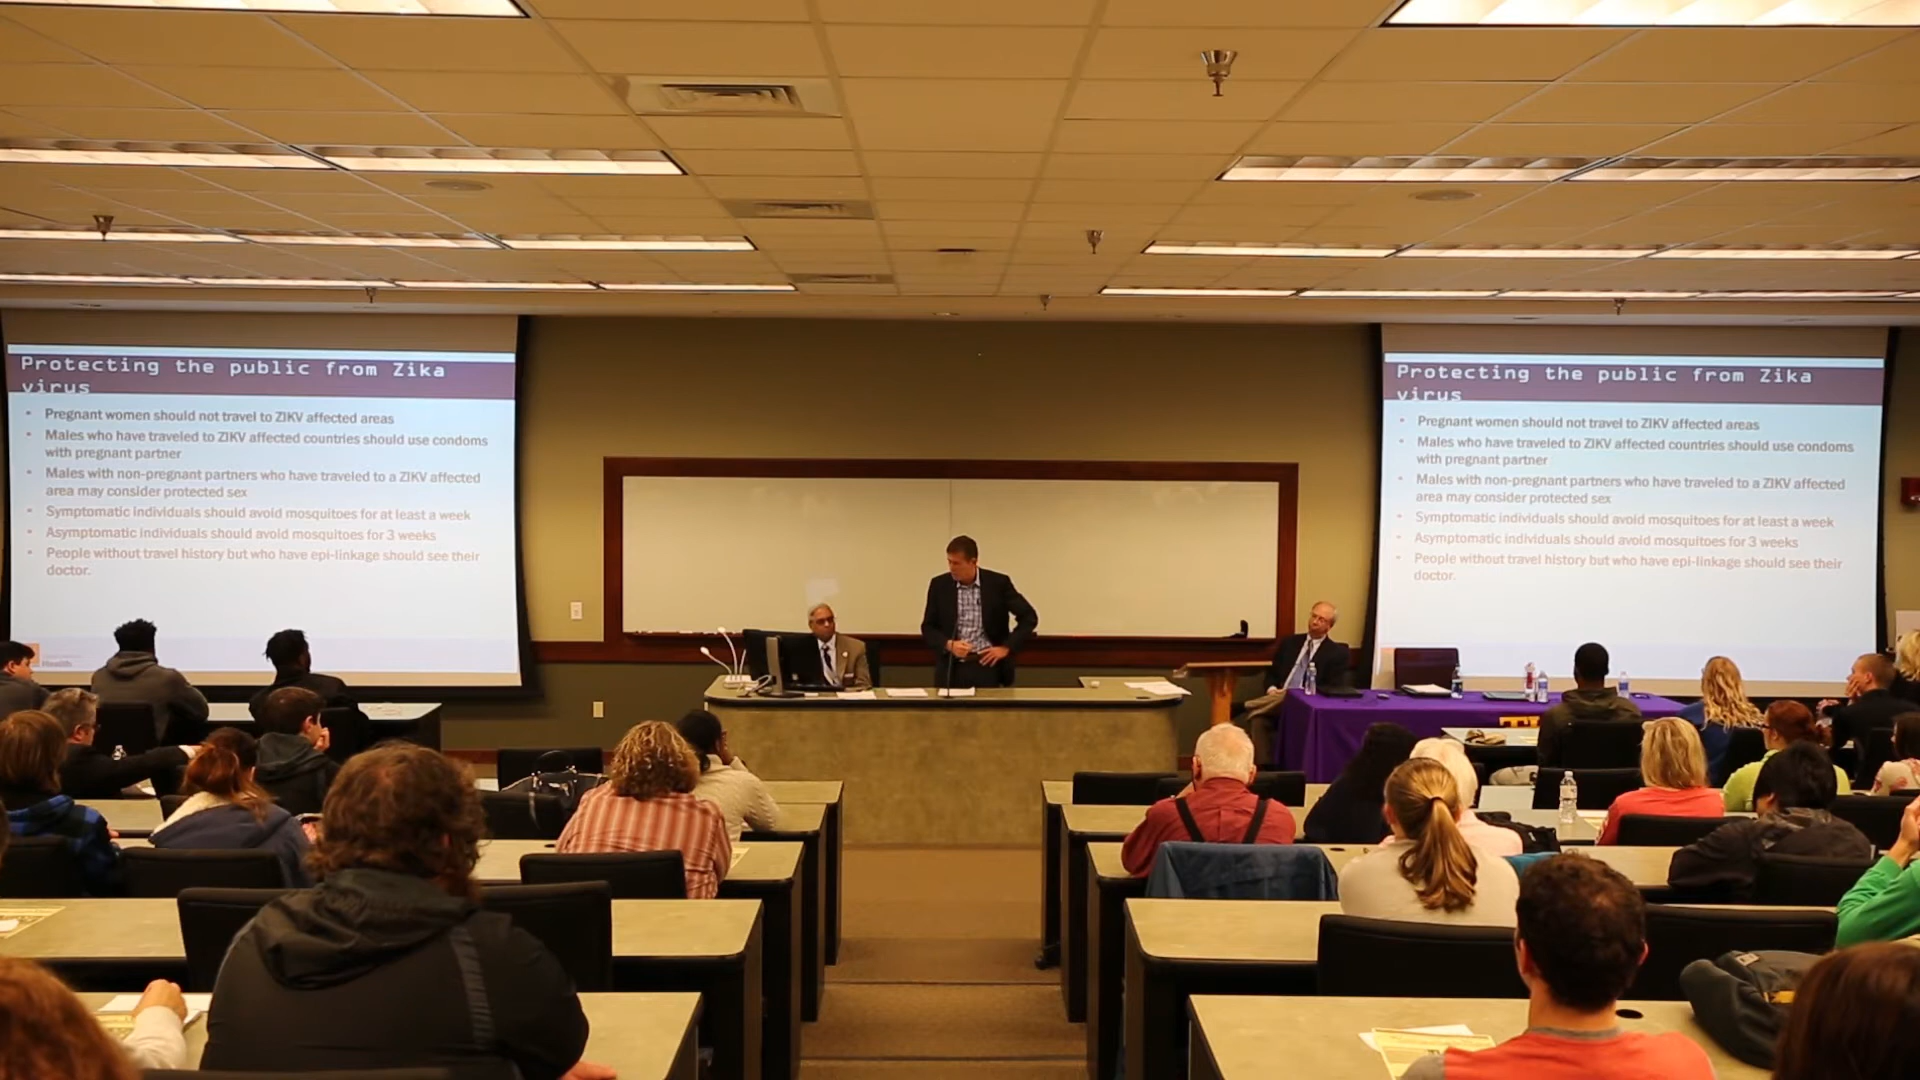 Protecting the public from Zika
virus
• Pregnant women should not travel to ZIKV affected areas
• Males who have traveled to ZIKV affected countries should use condoms
with pregnant partner
• Males with non-pregnant partners who have traveled to a ZIKV affected
area may consider protected sex
• Symptomatic individuals should avoid mosquitoes for at least a week
• Asymptomatic individuals should avoid mosquitoes for 3 weeks
• People without travel history but who have epi-linkage should see their
doctor.
Health
Protecting the public from Zika
virus
• Pregnant women should not travel to ZIKV affected areas
• Males who have traveled to ZIKV affected countries should use condoms
with pregnant partner
• Males with non-pregnant partners who have traveled to a ZIKV affected
area may consider protected sex
• Symptomatic individuals should avoid mosquitoes for at least a week
• Asymptomatic individuals should avoid mosquitoes for 3 weeks
• People without travel history but who have epi-linkage should see their
doctor.